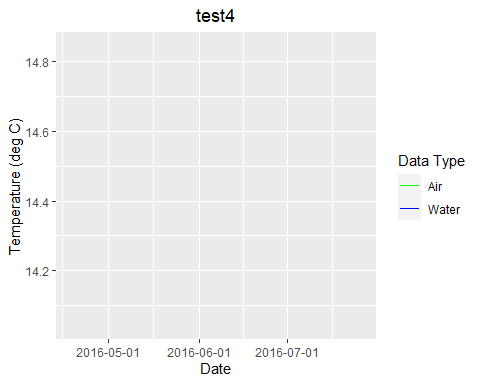 test4
Temperature (deg C)
14.8
14.6
14.4
14.2
2016-05-01 2016-06-01 2016-07-01
Date
Data Type
Air
Water